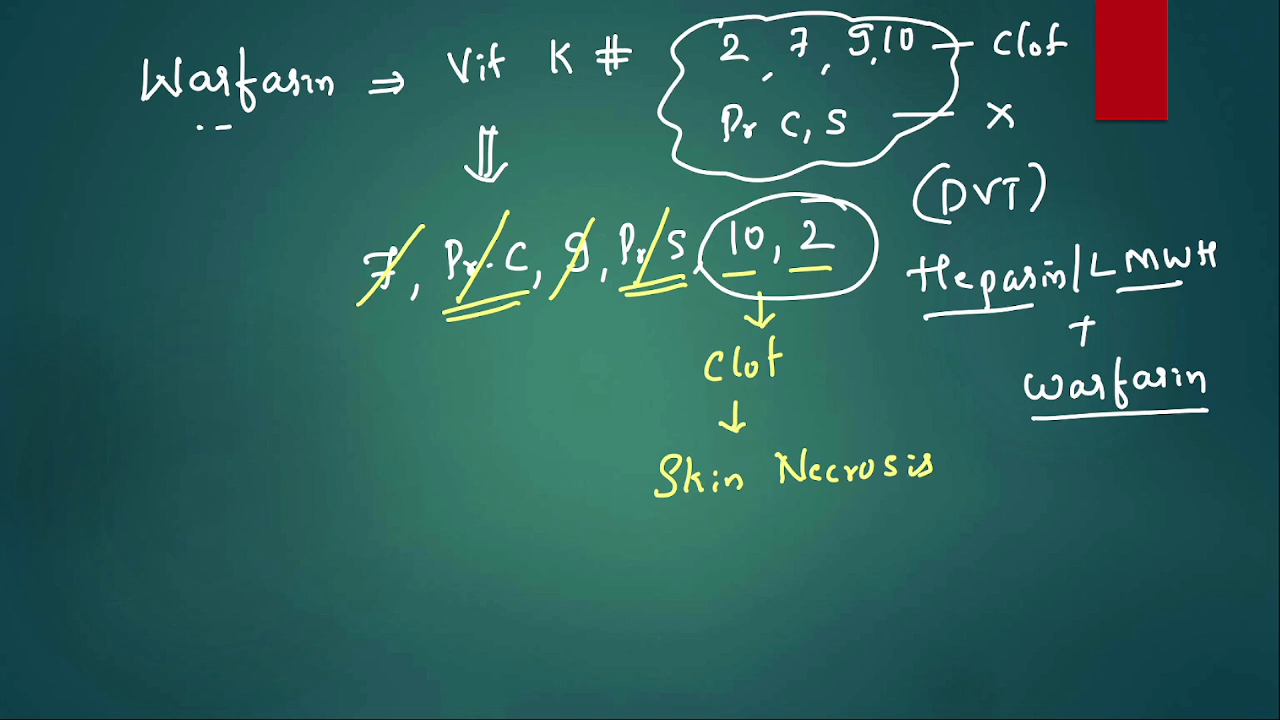 Warfarin ⇒ Vit K # 2, 7, 9, 10 — Clot
Pr C, S — X
⇓
(DVT)
7, Pr. C, 9, Pr S, 10, 2
Heparin/LMWH
+
Warfarin
↓
Clot
↓
Skin Necrosis